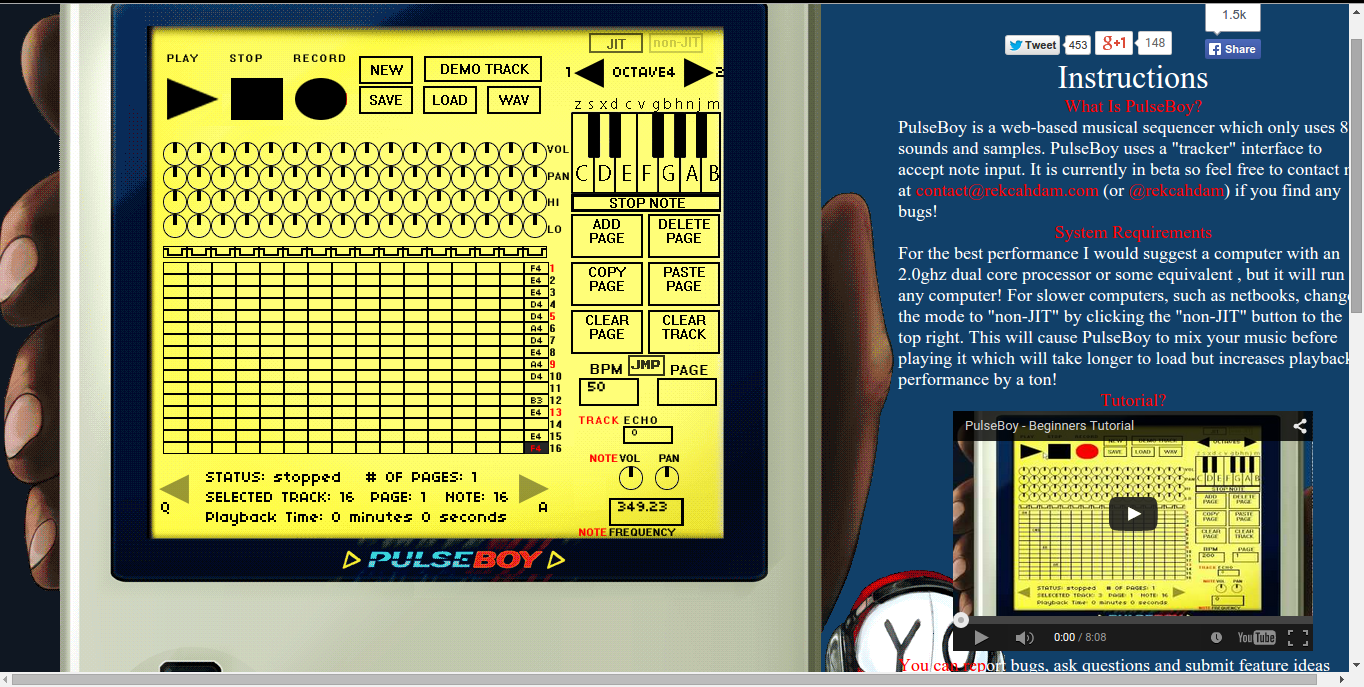 JIT non-JIT
PLAY STOP RECORD
NEW DEMO TRACK
SAVE LOAD WAV
1 OCTAVE4 2
z s x d c v g b h n j m
C D E F G A B
STOP NOTE
VOL
PAN
HI
LO
ADD PAGE
DELETE PAGE
COPY PAGE
PASTE PAGE
CLEAR PAGE
CLEAR TRACK
F4 1
E4 2
E4 3
D4 4
D4 5
A4 6
D4 7
E4 8
A4 9
D4 10
11
B3 12
E4 13
14
E4 15
F4 16
BPM JMP PAGE
50
TRACK ECHO
0
NOTE VOL PAN
349.23
NOTE FREQUENCY
STATUS: stopped # OF PAGES: 1
SELECTED TRACK: 16 PAGE: 1 NOTE: 16
Playback Time: 0 minutes 0 seconds
Q A
PULSEBOY
1.5k
Tweet 453 g+1 148 Share
Instructions
What Is PulseBoy?
PulseBoy is a web-based musical sequencer which only uses 8
sounds and samples. PulseBoy uses a "tracker" interface to
accept note input. It is currently in beta so feel free to contact
at contact@rekcahdam.com (or @rekcahdam) if you find any
bugs!
System Requirements
For the best performance I would suggest a computer with an
2.0ghz dual core processor or some equivalent , but it will run
any computer! For slower computers, such as netbooks, change
the mode to "non-JIT" by clicking the "non-JIT" button to the
top right. This will cause PulseBoy to mix your music before
playing it which will take longer to load but increases playback
performance by a ton!
Tutorial?
PulseBoy - Beginners Tutorial
0:00 / 8:08 YouTube
Y O
You can report bugs, ask questions and submit feature ideas